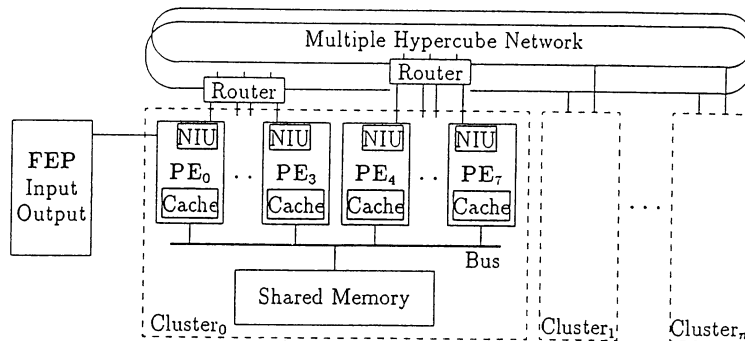 Multiple Hypercube Network
Router
Router
FEP
Input
Output
NIU
PE0
Cache
. .
NIU
PE3
Cache
NIU
PE4
Cache
. .
NIU
PE7
Cache
Bus
Shared Memory
Cluster0
Cluster1
. . .
Clustern